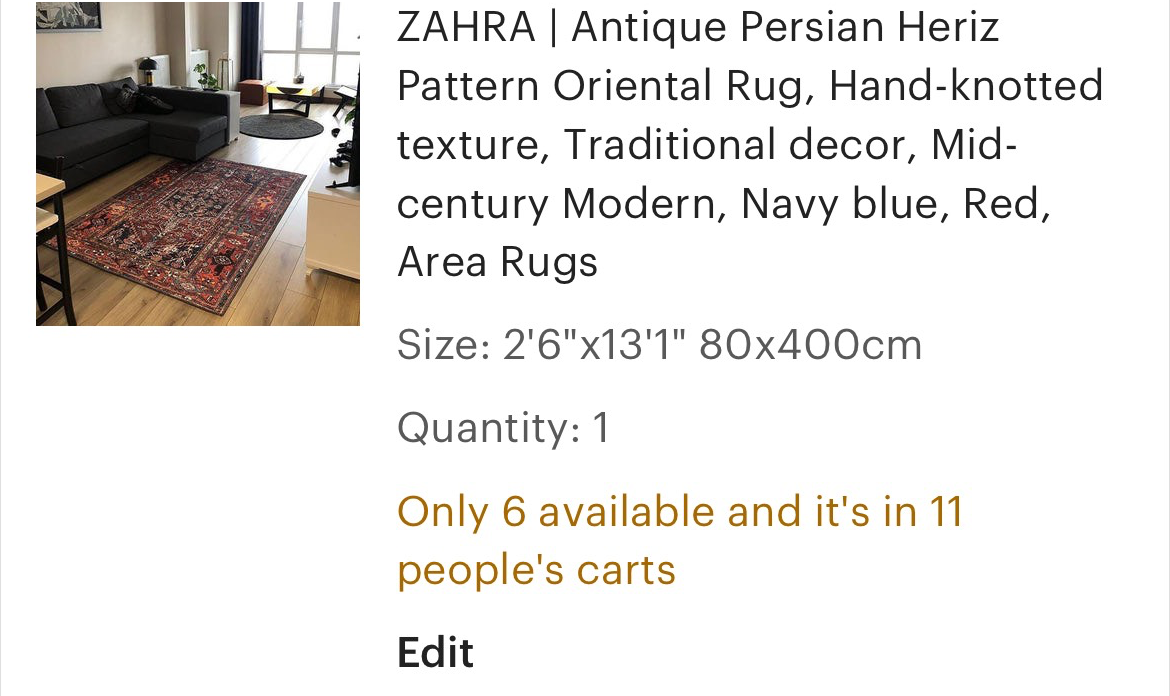 ZAHRA | Antique Persian Heriz
Pattern Oriental Rug, Hand-knotted
texture, Traditional decor, Mid-
century Modern, Navy blue, Red,
Area Rugs
Size: 2'6"x13'1" 80x400cm
Quantity: 1
Only 6 available and it's in 11
people's carts
Edit